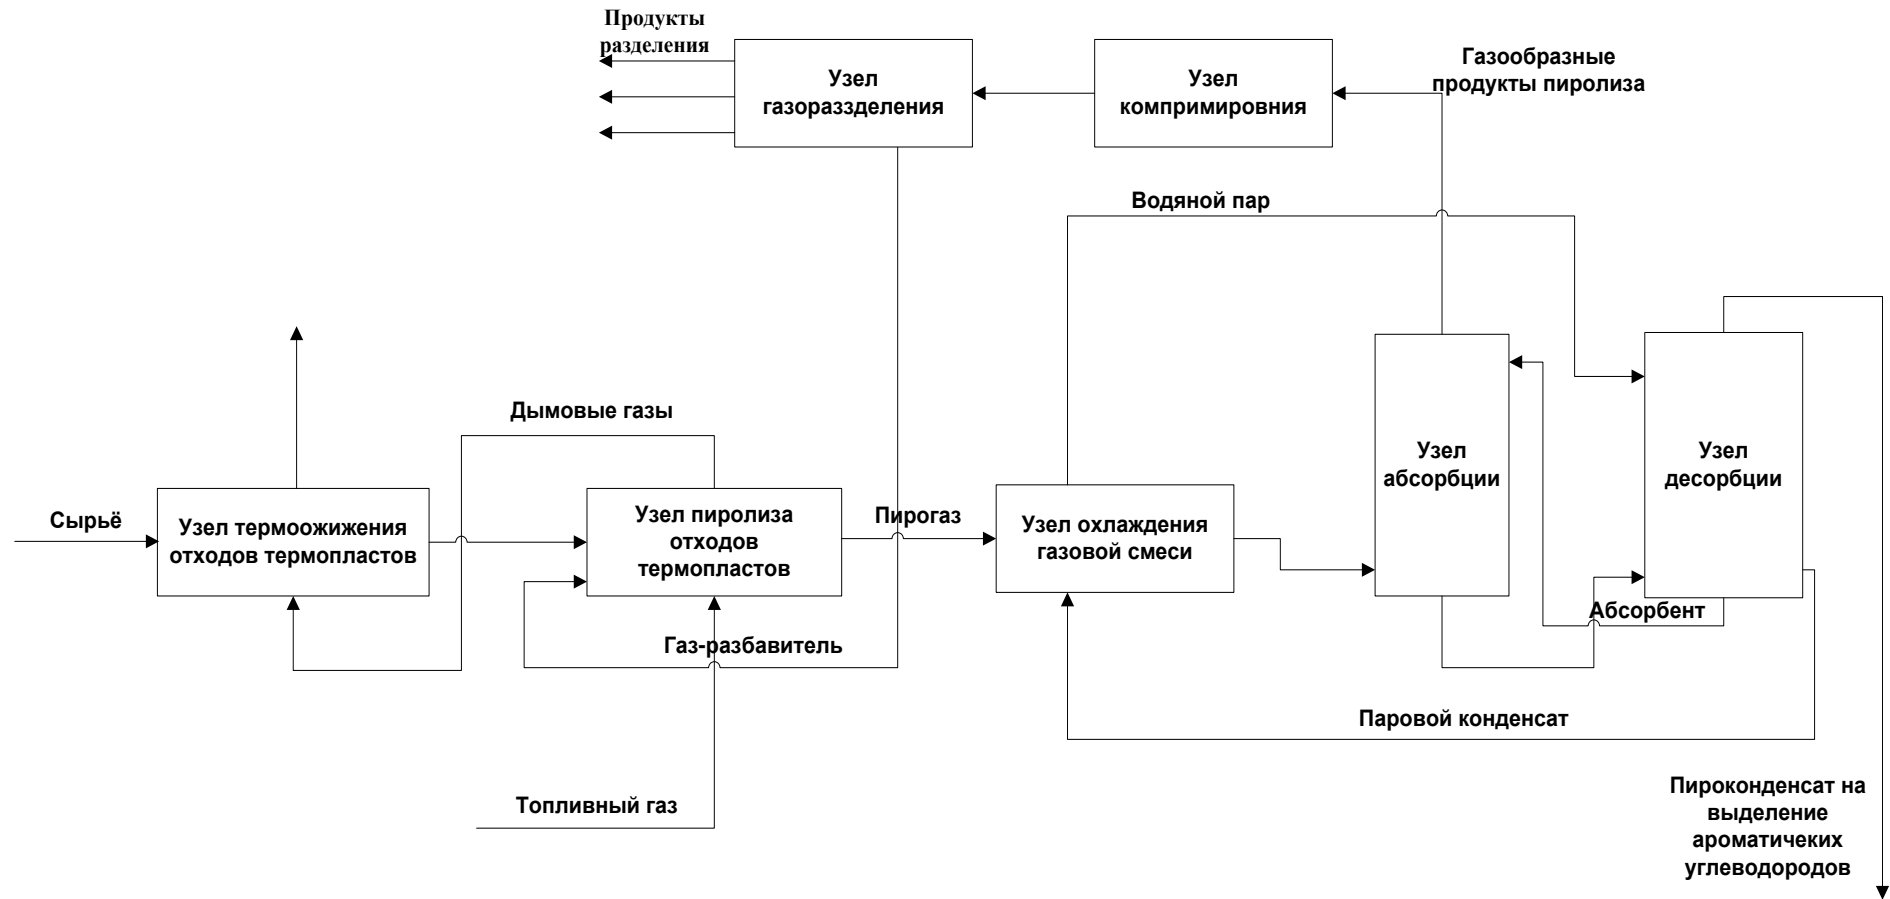 Продукты
разделения
Узел
газораззделения
Узел
компримировния
Газообразные
продукты пиролиза
Водяной пар
Дымовые газы
Сырьё
Узел термоожижения
отходов термопластов
Узел пиролиза
отходов
термопластов
Пирогаз
Узел охлаждения
газовой смеси
Узел
абсорбции
Узел
десорбции
Абсорбент
Газ-разбавитель
Паровой конденсат
Топливный газ
Пироконденсат на
выделение
ароматичеких
углеводородов